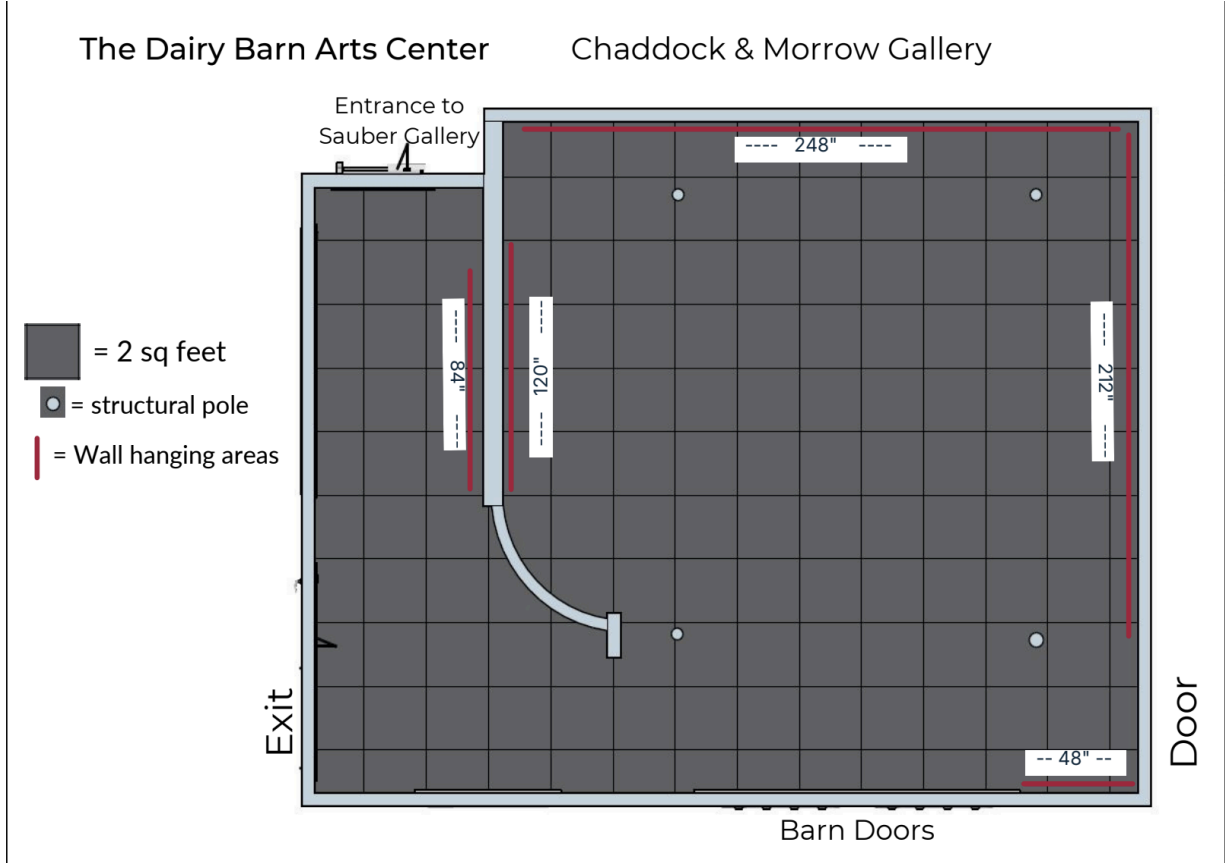 The Dairy Barn Arts Center
Chaddock & Morrow Gallery
Entrance to
Sauber Gallery
---- 248" ----
---- 84" ----
---- 120" ----
---- 212" ----
= 2 sq feet
= structural pole
= Wall hanging areas
Exit
Door
-- 48" --
Barn Doors